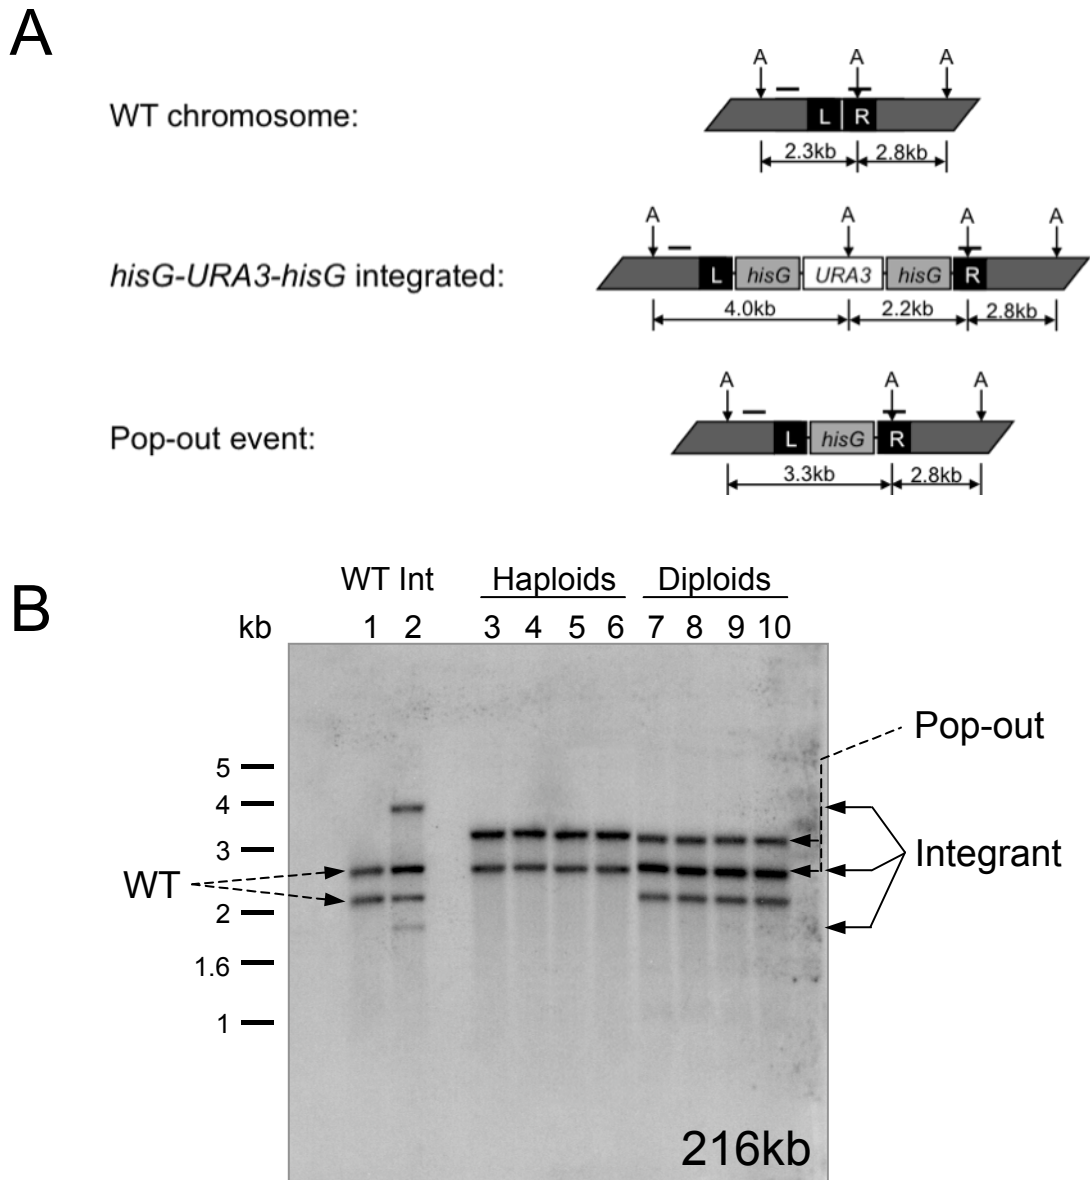 A
WT chromosome:
A A A
L R
2.3kb 2.8kb
hisG-URA3-hisG integrated:
A A A A
L hisG URA3 hisG R
4.0kb 2.2kb 2.8kb
Pop-out event:
A A A
L hisG R
3.3kb 2.8kb
B
WT Int Haploids Diploids
kb 1 2 3 4 5 6 7 8 9 10
Pop-out
5
4
3
Integrant
WT
2
1.6
1
216kb